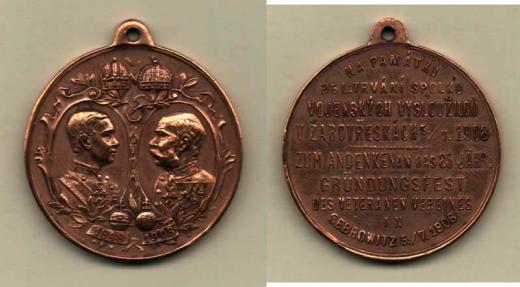 1848 1908
NA PAMÁTKU
25 L. TRVÁNÍ SPOLKU
VOJENSKÝCH VYSLOUŽILCŮ
V ŽABOVŘESKÁCH 5/7. 1908
ZUM ANDENKEN AN DAS 25 JÄHR.
GRÜNDUNGSFEST
DES VETERANEN VEREINES
IN
SEBROWITZ 5./7. 1908